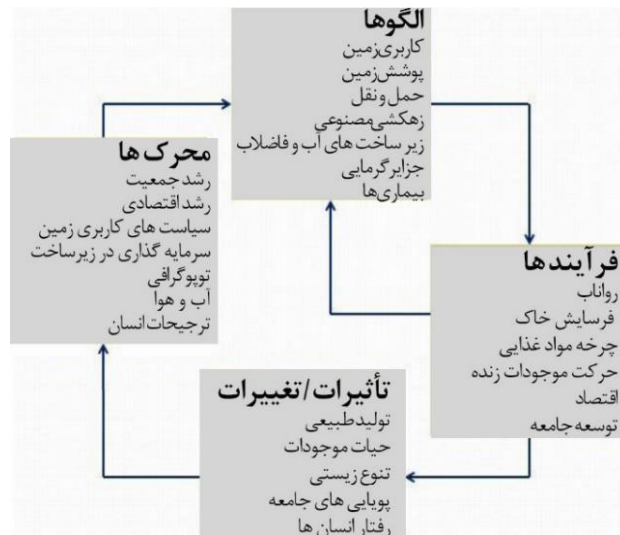 الگوها
کاربری‌زمین
پوشش‌زمین
حمل‌ونقل
زهکشی‌مصنوعی
زیر ساخت های آب و فاضلاب
جزایر گرمایی
بیماری‌ها
فرآیندها
رواناب
فرسایش خاک
چرخه مواد غذایی
حرکت موجودات زنده
اقتصاد
توسعه جامعه
تأثیرات/تغییرات
تولید طبیعی
حیات موجودات
تنوع زیستی
پویایی های جامعه
رفتار انسان ها
محرک‌ها
رشد جمعیت
رشد اقتصادی
سیاست های کاربری زمین
سرمایه گذاری در زیرساخت
توپوگرافی
آب و هوا
ترجیحات انسان